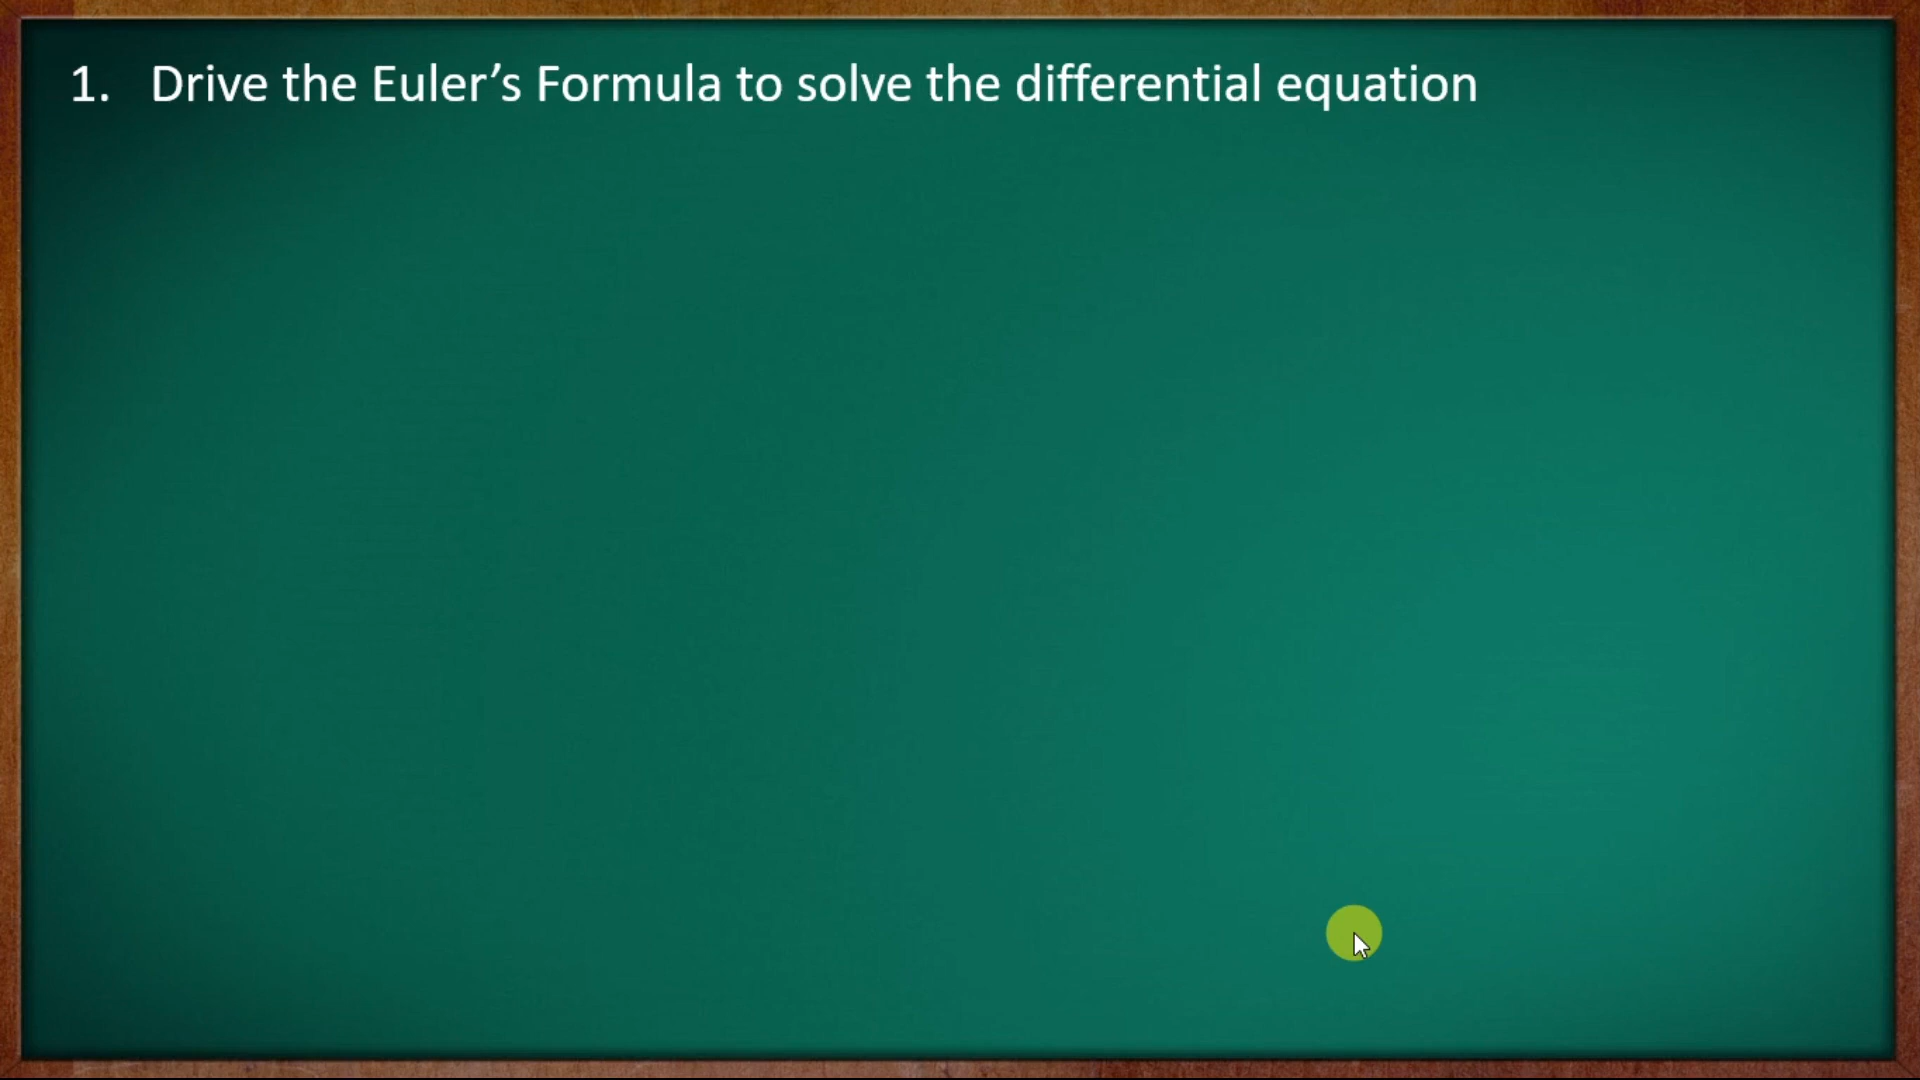 1. Drive the Euler’s Formula to solve the differential equation